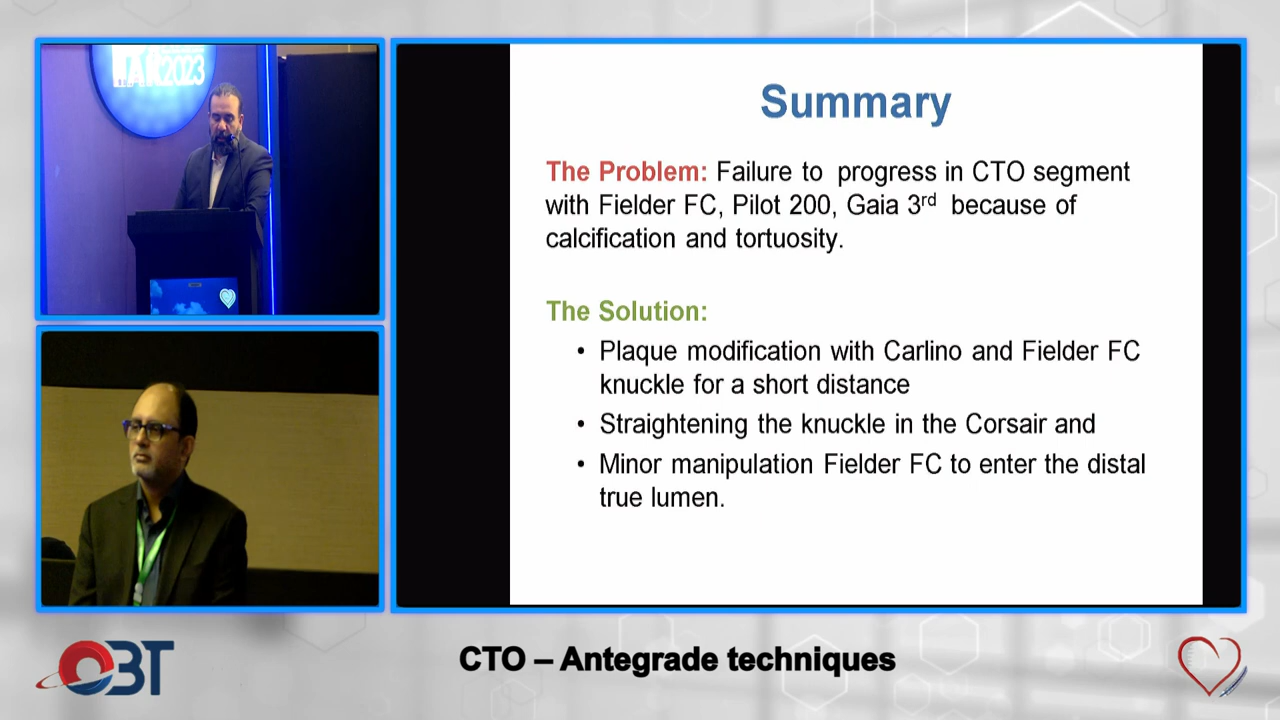 2023
Summary
The Problem: Failure to progress in CTO segment
with Fielder FC, Pilot 200, Gaia 3rd because of
calcification and tortuosity.
The Solution:
• Plaque modification with Carlino and Fielder FC
knuckle for a short distance
• Straightening the knuckle in the Corsair and
• Minor manipulation Fielder FC to enter the distal
true lumen.
OBT
CTO – Antegrade techniques